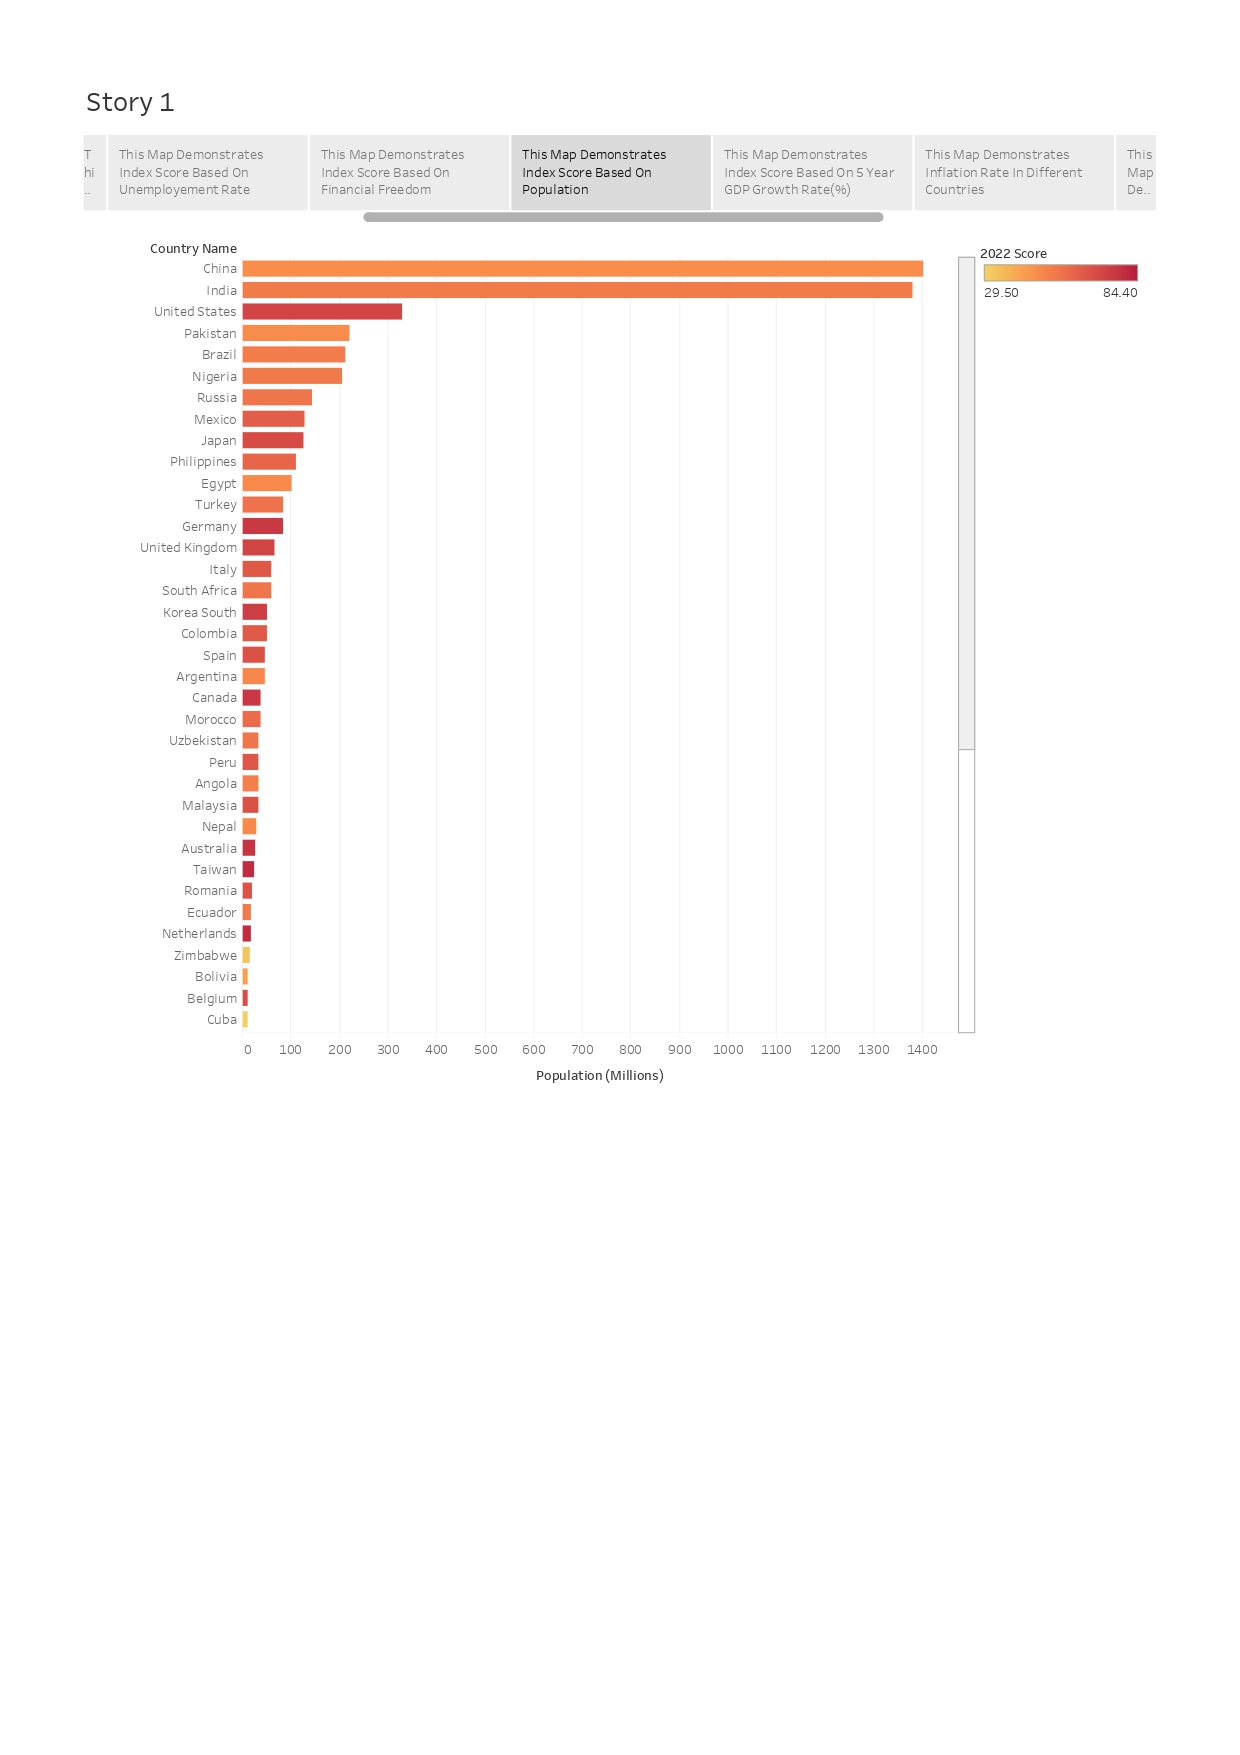 Story 1
T
hi
..
This Map Demonstrates
Index Score Based On
Unemployement Rate
This Map Demonstrates
Index Score Based On
Financial Freedom
This Map Demonstrates
Index Score Based On
Population
This Map Demonstrates
Index Score Based On 5 Year
GDP Growth Rate(%)
This Map Demonstrates
Inflation Rate In Different
Countries
This
Map
De..
Country Name
China
India
United States
Pakistan
Brazil
Nigeria
Russia
Mexico
Japan
Philippines
Egypt
Turkey
Germany
United Kingdom
Italy
South Africa
Korea South
Colombia
Spain
Argentina
Canada
Morocco
Uzbekistan
Peru
Angola
Malaysia
Nepal
Australia
Taiwan
Romania
Ecuador
Netherlands
Zimbabwe
Bolivia
Belgium
Cuba
0 100 200 300 400 500 600 700 800 900 1000 1100 1200 1300 1400
Population (Millions)
2022 Score
29.50 84.40